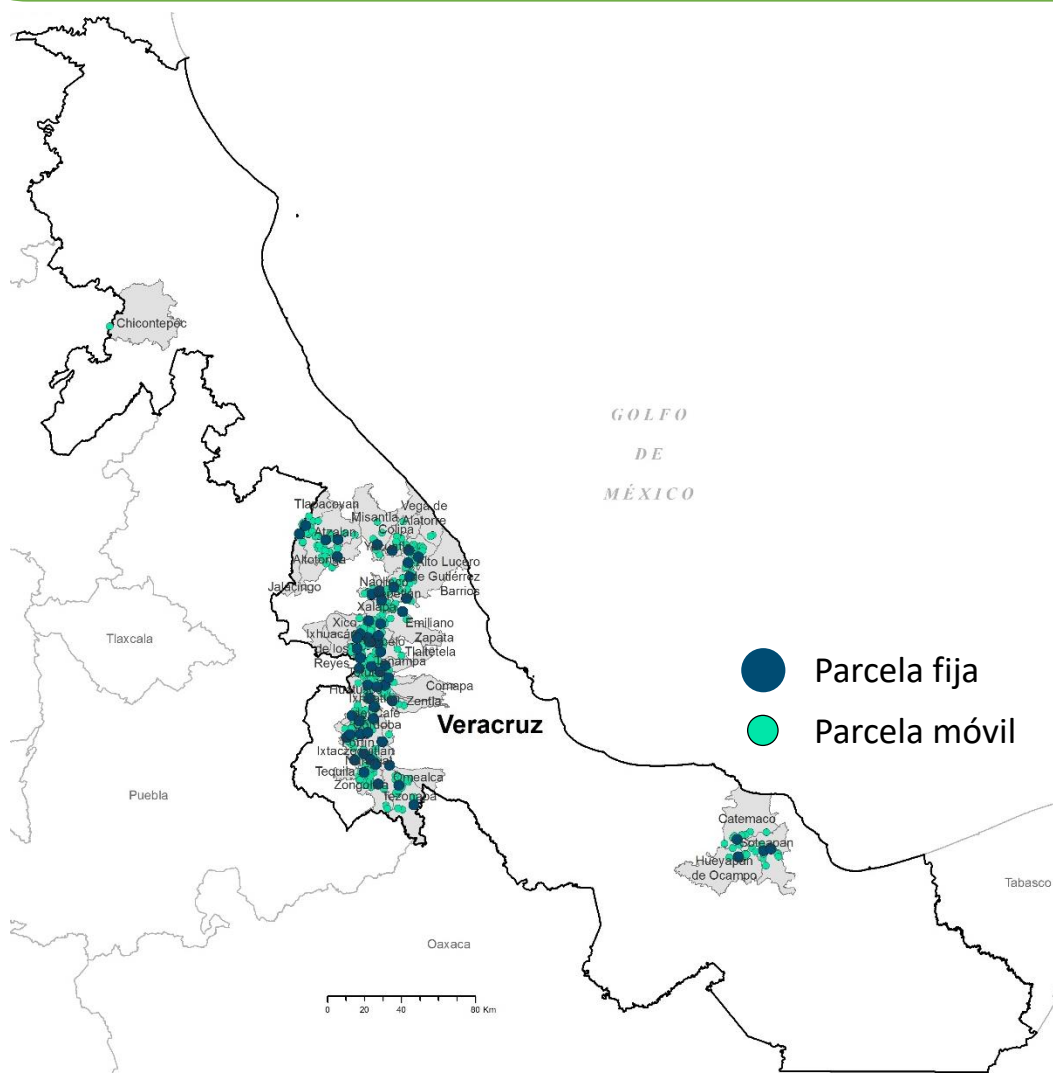 Chicontepec
GOLFO
DE
MÉXICO
Tlapacoyan
Misantla
Vega de
Alatorre
Colipa
Atzalan
Altotonga
Alto Lucero
de Gutiérrez
Barrios
Jalacingo
Naolinco
Xalapa
Xico
Emiliano
Zapata
Ixhuacán
de los
Reyes
Tlaltetela
Comapa
Zentla
Veracruz
Fortín
Ixtaczoquitlán
Tequila
Zongolica
Omealca
Tezonapa
Tlaxcala
Puebla
Oaxaca
Tabasco
Catemaco
Soteapan
Hueyapan
de Ocampo
Parcela fija
Parcela móvil
0 20 40 80 Km